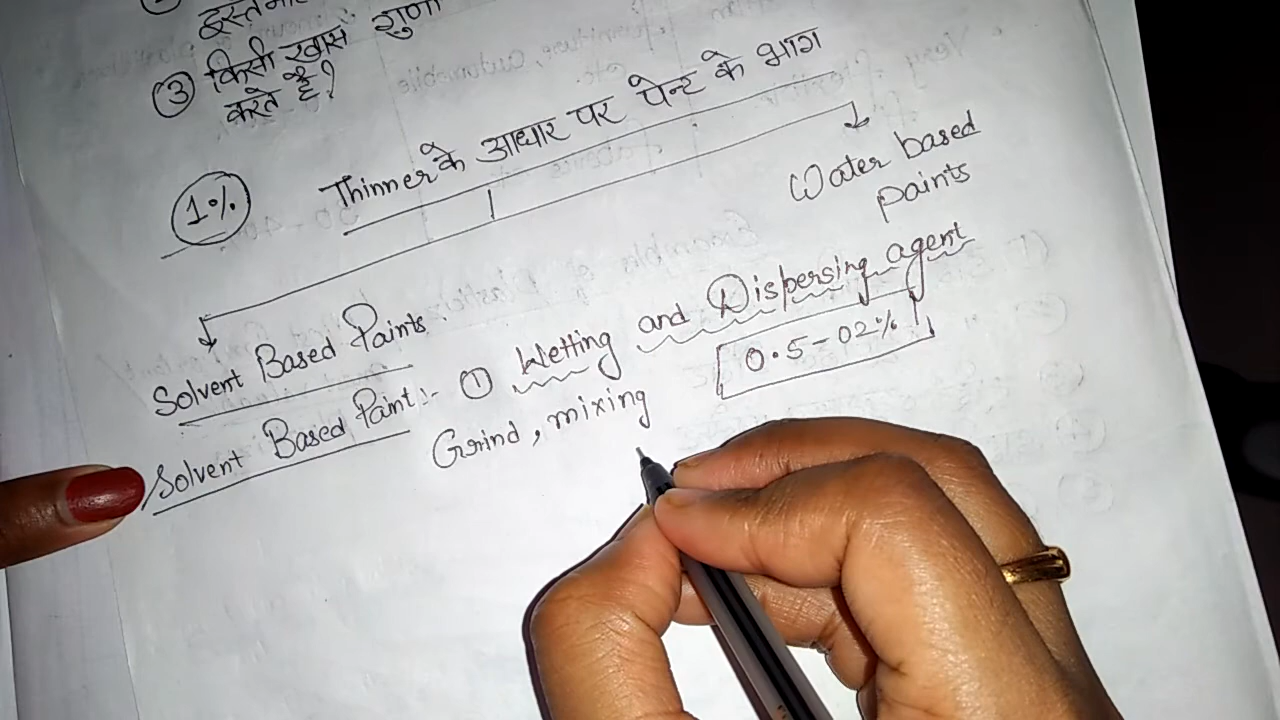 इस्तेमाल
③ किसी खास गुण
करते है?
1%
Thinner के आधार पर पेन्ट के भाग
Water based
paints
Solvent Based Paints
Solvent Based Paint:- ① Wetting and Dispersing agent
0.5-02%
Grind, mixing